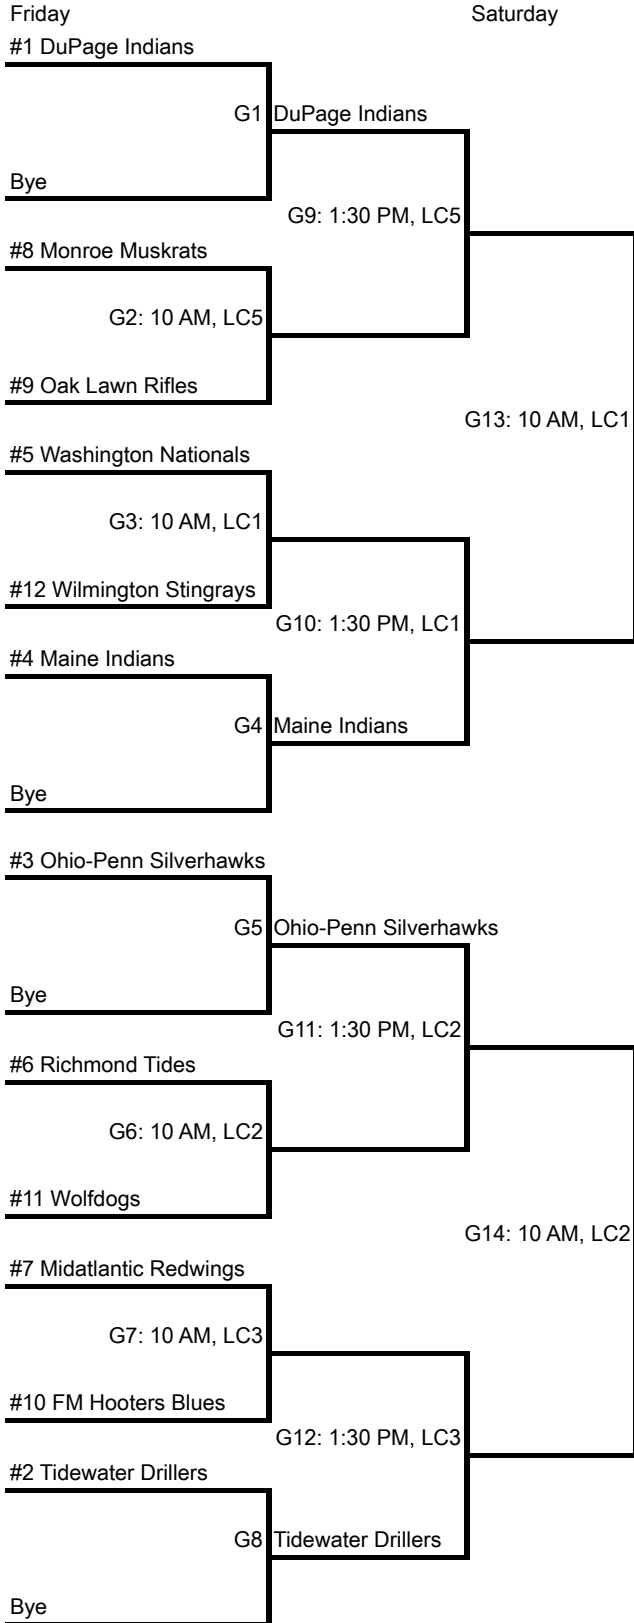 Friday
Saturday
#1 DuPage Indians
G1 DuPage Indians
Bye
G9: 1:30 PM, LC5
#8 Monroe Muskrats
G2: 10 AM, LC5
#9 Oak Lawn Rifles
G13: 10 AM, LC1
#5 Washington Nationals
G3: 10 AM, LC1
#12 Wilmington Stingrays
G10: 1:30 PM, LC1
#4 Maine Indians
G4 Maine Indians
Bye
#3 Ohio-Penn Silverhawks
G5 Ohio-Penn Silverhawks
Bye
G11: 1:30 PM, LC2
#6 Richmond Tides
G6: 10 AM, LC2
#11 Wolfdogs
G14: 10 AM, LC2
#7 Midatlantic Redwings
G7: 10 AM, LC3
#10 FM Hooters Blues
G12: 1:30 PM, LC3
#2 Tidewater Drillers
G8 Tidewater Drillers
Bye